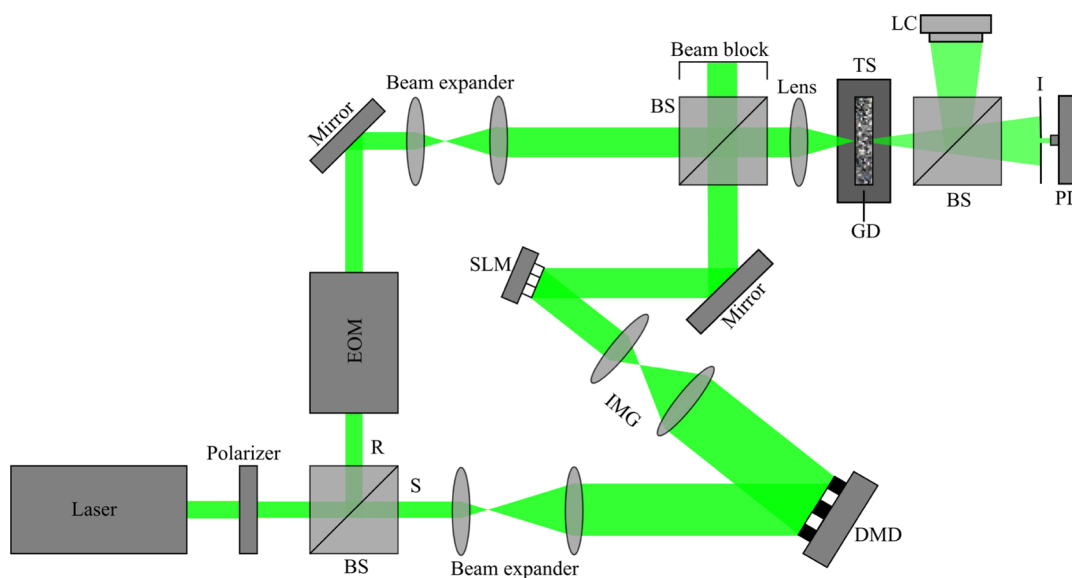 LC
Beam block
TS
I
Beam expander
Lens
Mirror
BS
BS
PD
GD
SLM
Mirror
EOM
IMG
Polarizer
R
S
Laser
DMD
BS
Beam expander